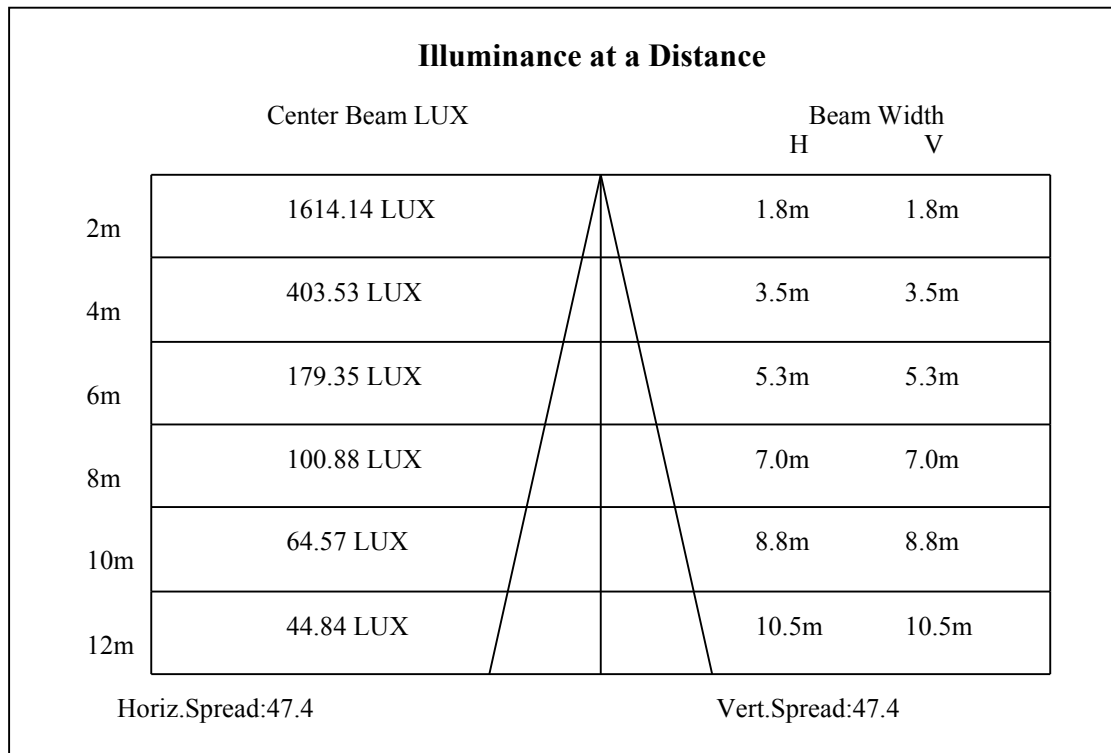 Illuminance at a Distance
Center Beam LUX Beam Width
H V
2m 1614.14 LUX 1.8m 1.8m
4m 403.53 LUX 3.5m 3.5m
6m 179.35 LUX 5.3m 5.3m
8m 100.88 LUX 7.0m 7.0m
10m 64.57 LUX 8.8m 8.8m
12m 44.84 LUX 10.5m 10.5m
Horiz.Spread:47.4 Vert.Spread:47.4